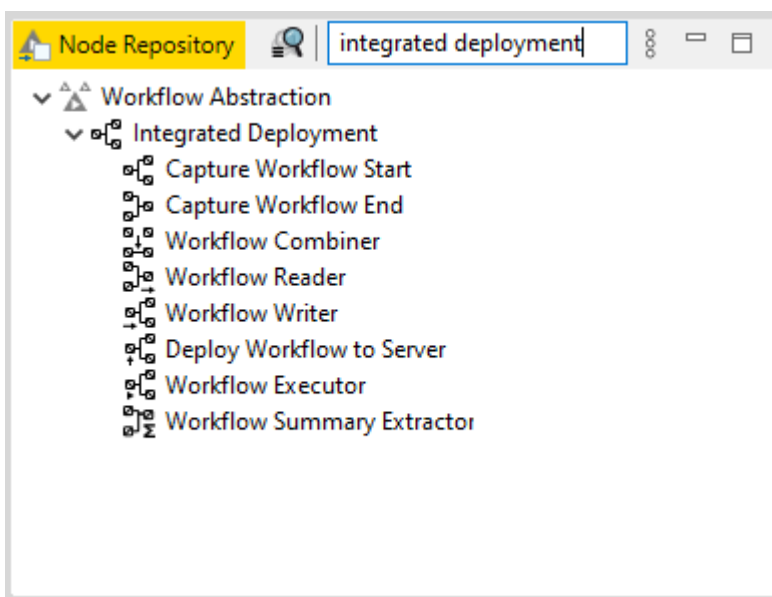 Node Repository integrated deployment
Workflow Abstraction
Integrated Deployment
Capture Workflow Start
Capture Workflow End
Workflow Combiner
Workflow Reader
Workflow Writer
Deploy Workflow to Server
Workflow Executor
Workflow Summary Extractor